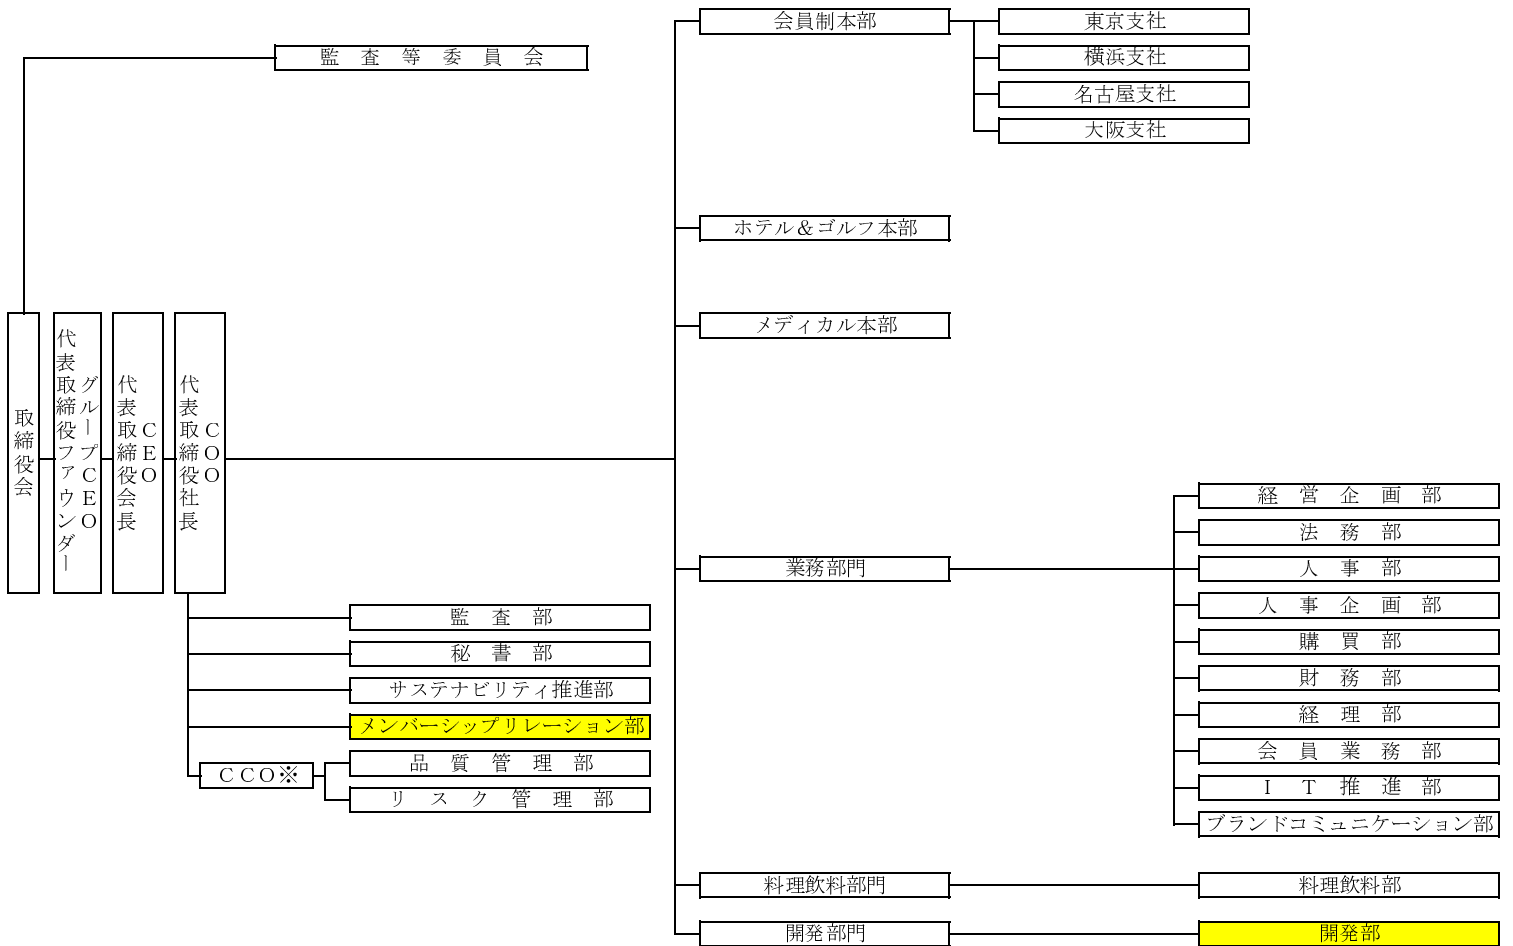 監　査　等　委　員　会
取締役会
代表取締役ファウンダー
グループＣＥＯ
代表取締役会長
ＣＥＯ
代表取締役社長
ＣＯＯ
監　査　部
秘　書　部
サステナビリティ推進部
メンバーシップリレーション部
ＣＣＯ※
品　質　管　理　部
リ　ス　ク　管　理　部
会員制本部
東京支社
横浜支社
名古屋支社
大阪支社
ホテル＆ゴルフ本部
メディカル本部
業務部門
経　営　企　画　部
法　務　部
人　事　部
人　事　企　画　部
購　買　部
財　務　部
経　理　部
会　員　業　務　部
Ｉ　Ｔ　推　進　部
ブランドコミュニケーション部
料理飲料部門
料理飲料部
開発部門
開発部